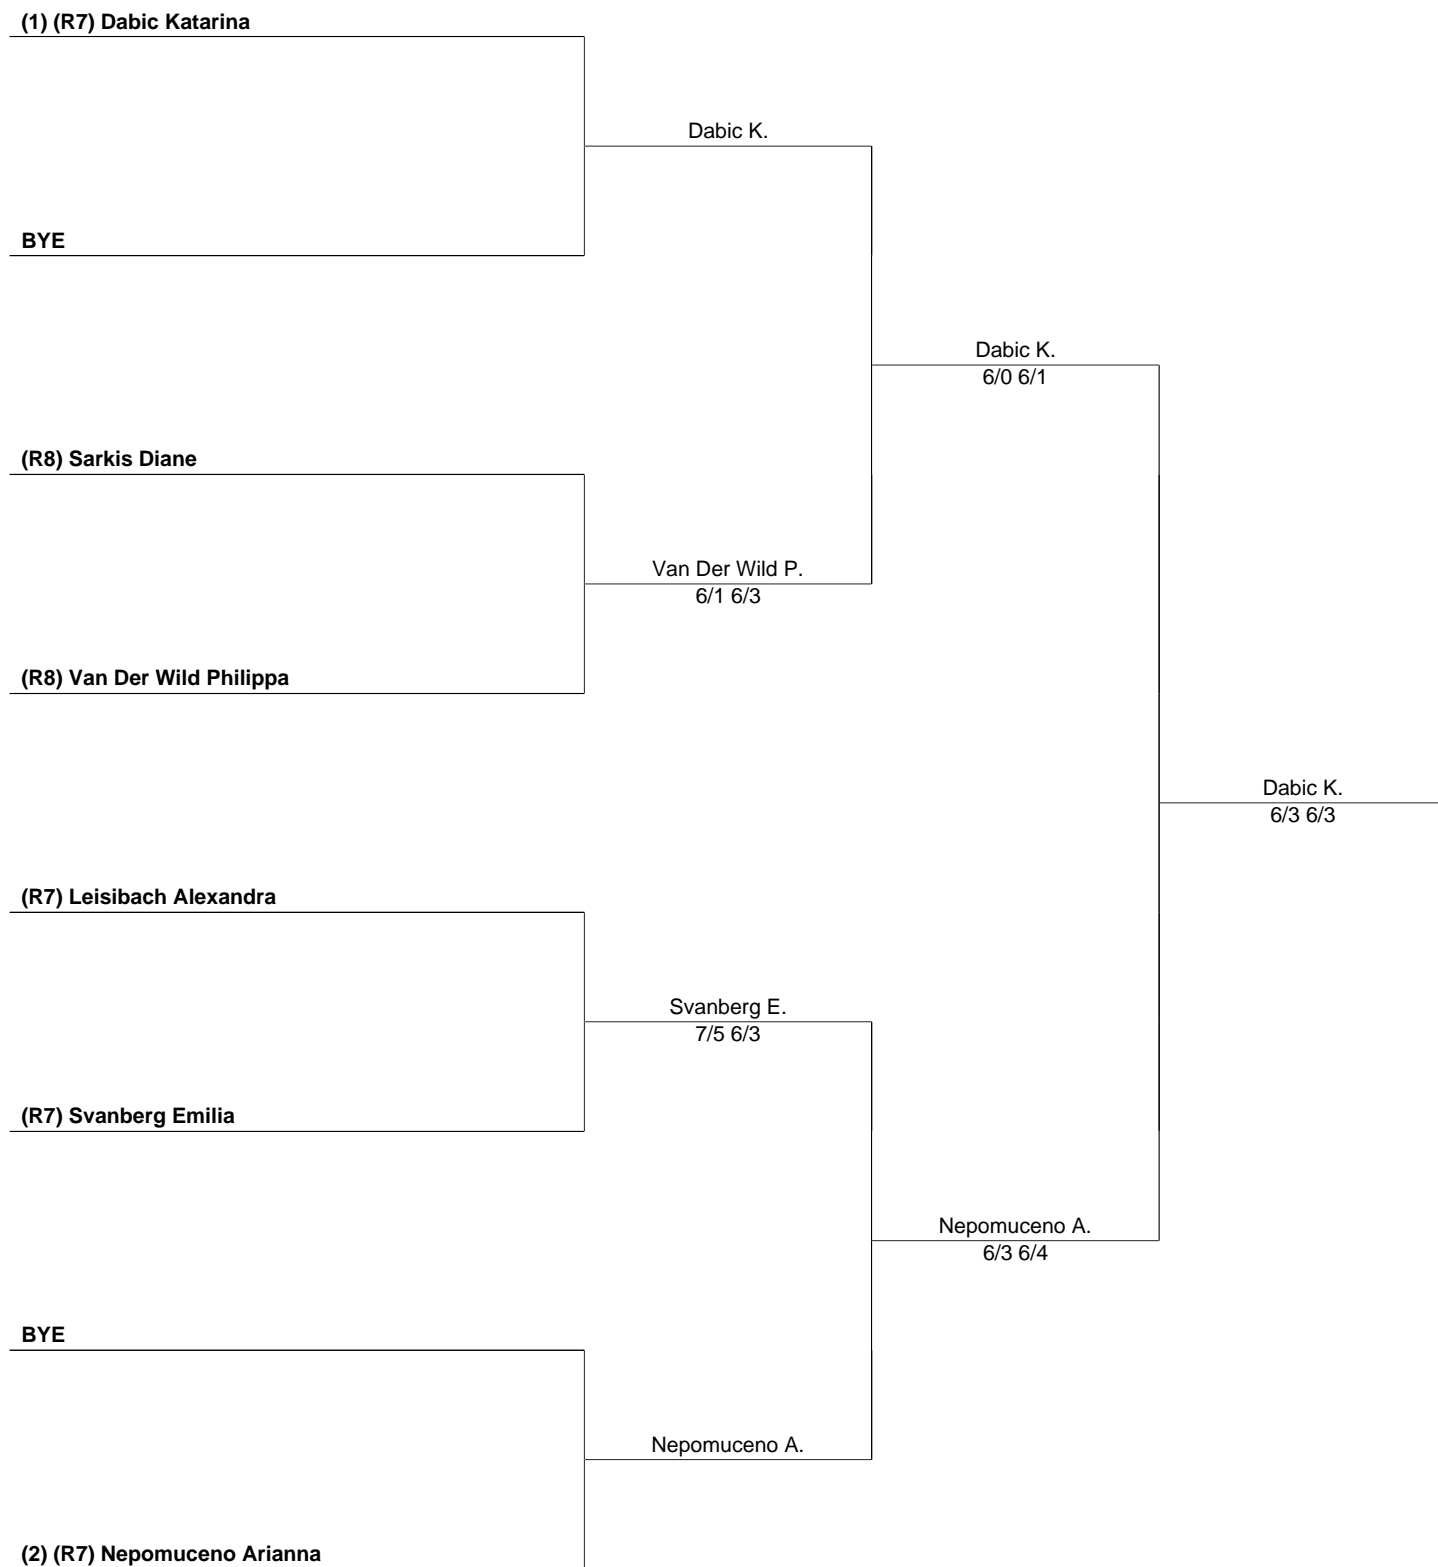 (1) (R7) Dabic Katarina
Dabic K.
BYE
Dabic K.
6/0 6/1
(R8) Sarkis Diane
Van Der Wild P.
6/1 6/3
(R8) Van Der Wild Philippa
Dabic K.
6/3 6/3
(R7) Leisibach Alexandra
Svanberg E.
7/5 6/3
(R7) Svanberg Emilia
Nepomuceno A.
6/3 6/4
BYE
Nepomuceno A.
(2) (R7) Nepomuceno Arianna